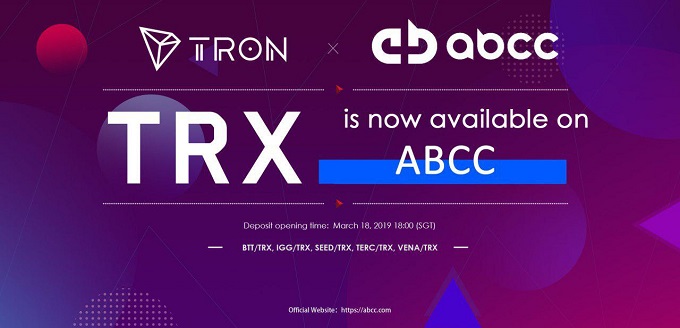 TRON × abcc
TRX
is now available on
ABCC
Deposit opening time: March 18, 2019 18:00 (SGT)
BTT/TRX, IGG/TRX, SEED/TRX, TERC/TRX, VENA/TRX
Official Website: https://abcc.com